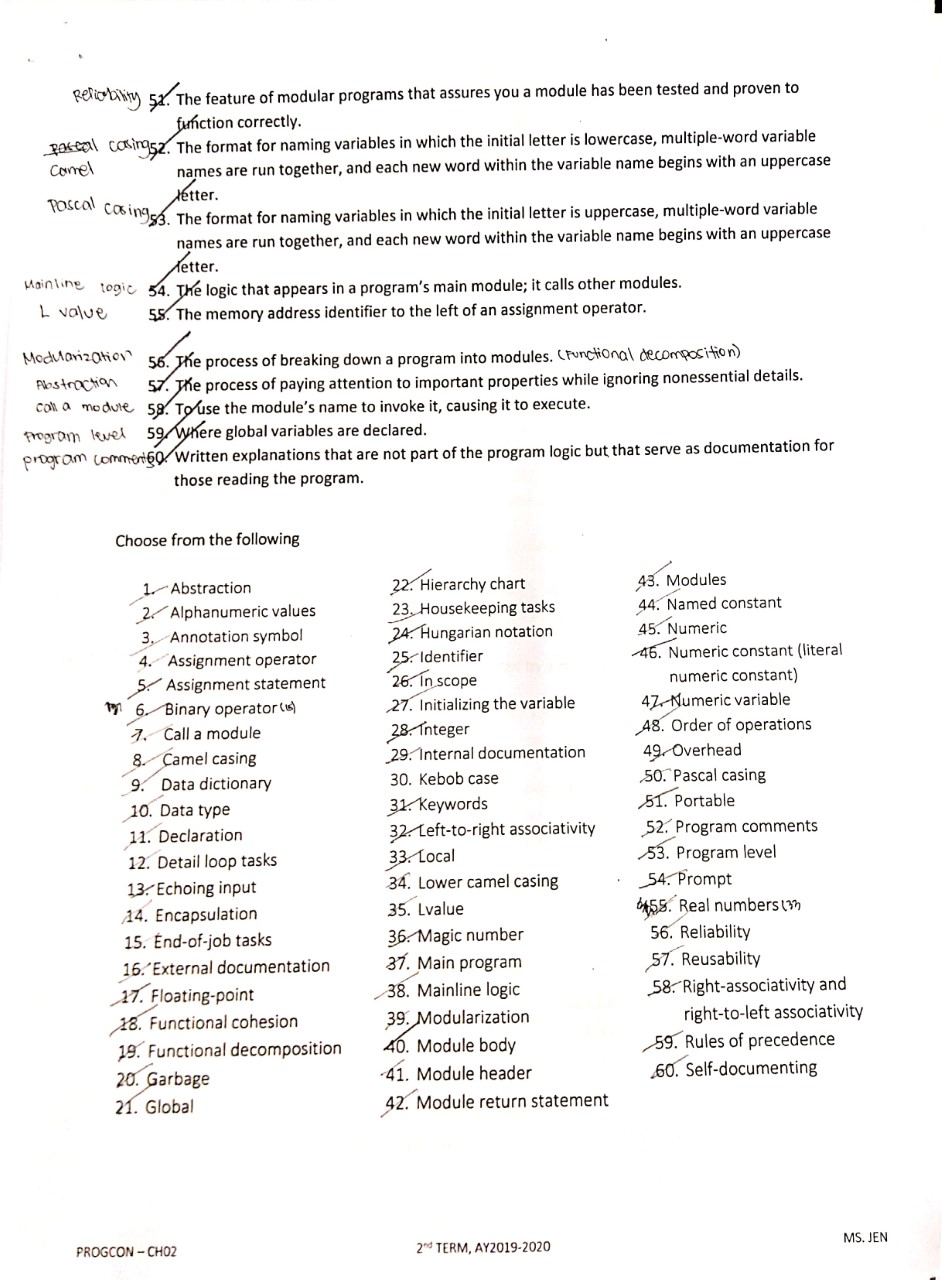 Reliability 51. The feature of modular programs that assures you a module has been tested and proven to
function correctly.
pascal casing 52. The format for naming variables in which the initial letter is lowercase, multiple-word variable
Camel names are run together, and each new word within the variable name begins with an uppercase
letter.
Pascal casing 53. The format for naming variables in which the initial letter is uppercase, multiple-word variable
names are run together, and each new word within the variable name begins with an uppercase
letter.
Mainline logic 54. The logic that appears in a program's main module; it calls other modules.
L value 55. The memory address identifier to the left of an assignment operator.
Modularization 56. The process of breaking down a program into modules. (Functional decomposition)
Abstraction 57. The process of paying attention to important properties while ignoring nonessential details.
call a module 58. To use the module's name to invoke it, causing it to execute.
Program level 59. Where global variables are declared.
program comments 60. Written explanations that are not part of the program logic but that serve as documentation for
those reading the program.
Choose from the following
1. Abstraction
2. Alphanumeric values
3. Annotation symbol
4. Assignment operator
5. Assignment statement
6. Binary operator
7. Call a module
8. Camel casing
9. Data dictionary
10. Data type
11. Declaration
12. Detail loop tasks
13. Echoing input
14. Encapsulation
15. End-of-job tasks
16. External documentation
17. Floating-point
18. Functional cohesion
19. Functional decomposition
20. Garbage
21. Global
22. Hierarchy chart
23. Housekeeping tasks
24. Hungarian notation
25. Identifier
26. In scope
27. Initializing the variable
28. Integer
29. Internal documentation
30. Kebob case
31. Keywords
32. Left-to-right associativity
33. Local
34. Lower camel casing
35. Lvalue
36. Magic number
37. Main program
38. Mainline logic
39. Modularization
40. Module body
41. Module header
42. Module return statement
43. Modules
44. Named constant
45. Numeric
46. Numeric constant (literal
numeric constant)
47. Numeric variable
48. Order of operations
49. Overhead
50. Pascal casing
51. Portable
52. Program comments
53. Program level
54. Prompt
55. Real numbers
56. Reliability
57. Reusability
58. Right-associativity and
right-to-left associativity
59. Rules of precedence
60. Self-documenting
PROGCON – CH02
2nd TERM, AY2019-2020
MS. JEN